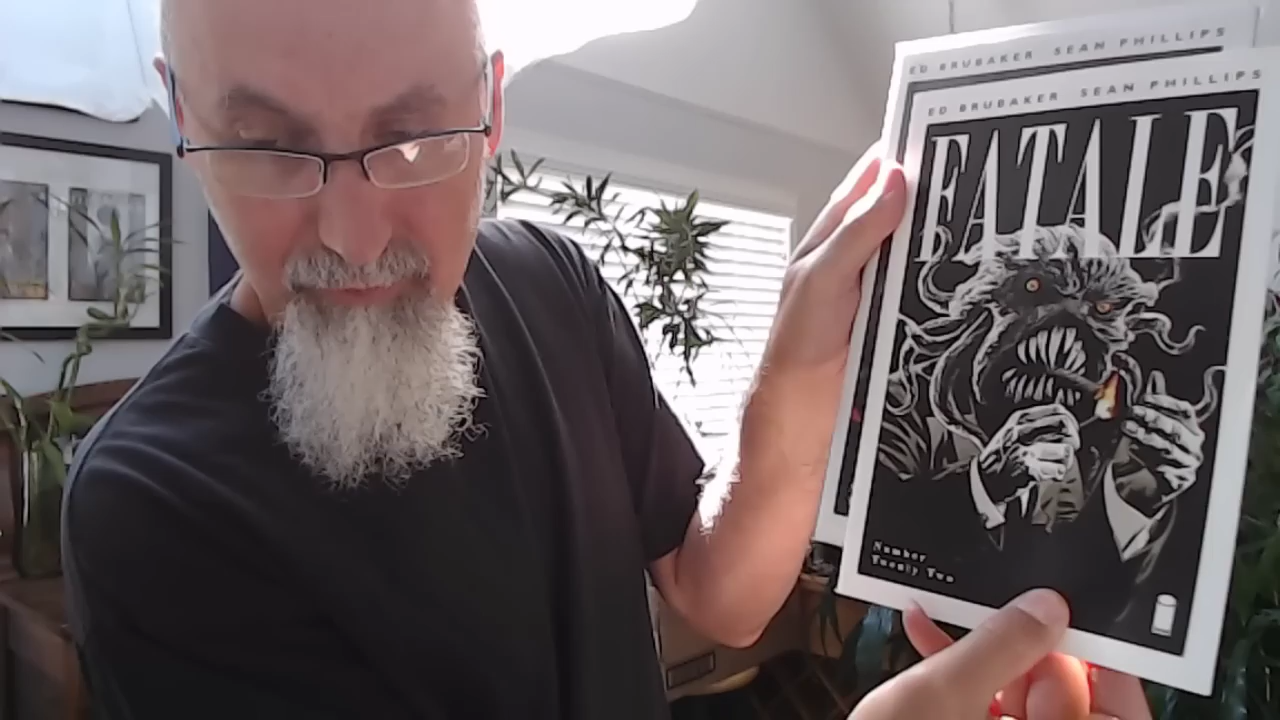 ED BRUBAKER SEAN PHILLIPS
ED BRUBAKER SEAN PHILLIPS
FATALE
Number
Twenty Two